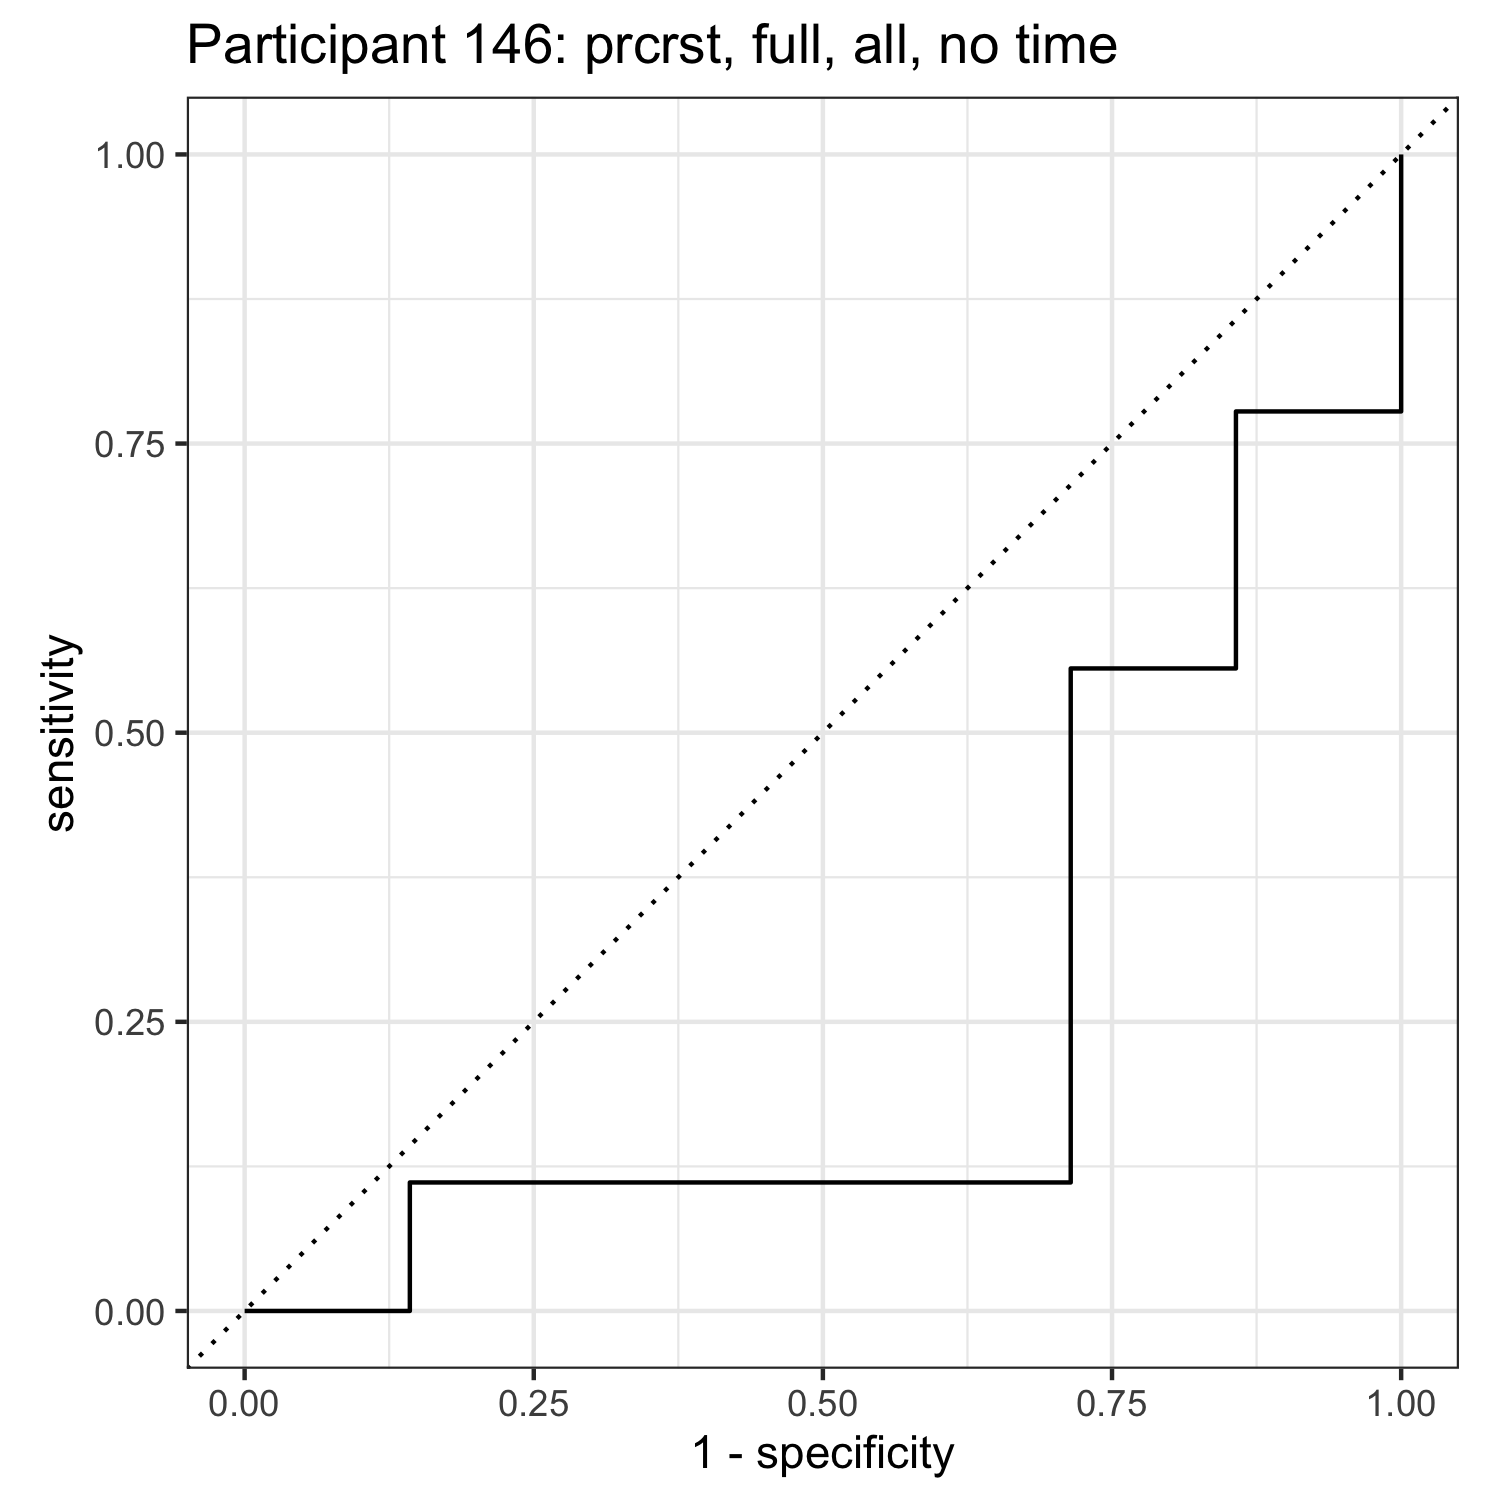 Participant 146: prcrst, full, all, no time
1.00
0.75
0.50
0.25
0.00
sensitivity
0.00 0.25 0.50 0.75 1.00
1 - specificity